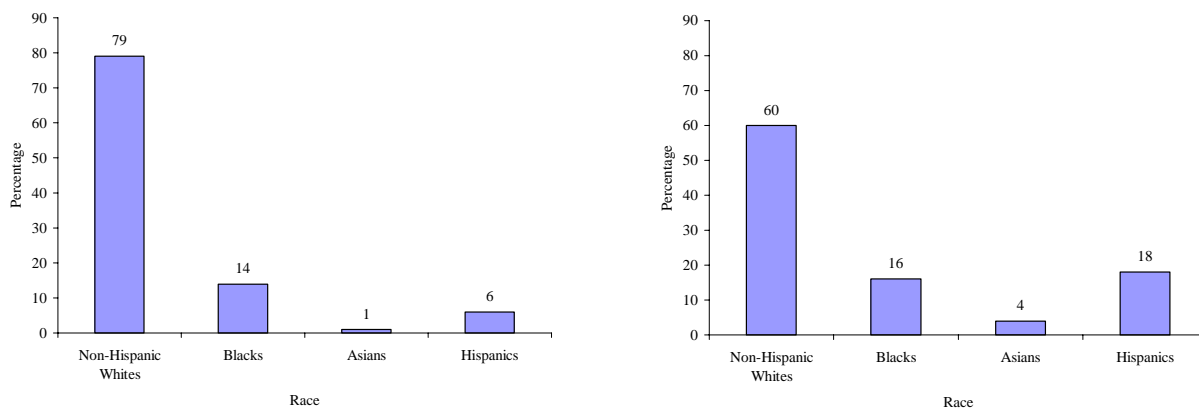 90
80
70
60
50
40
30
20
10
0
Percentage
79
14
1
6
Non-Hispanic
Whites
Blacks
Asians
Hispanics
Race
90
80
70
60
50
40
30
20
10
0
Percentage
60
16
4
18
Non-Hispanic
Whites
Blacks
Asians
Hispanics
Race